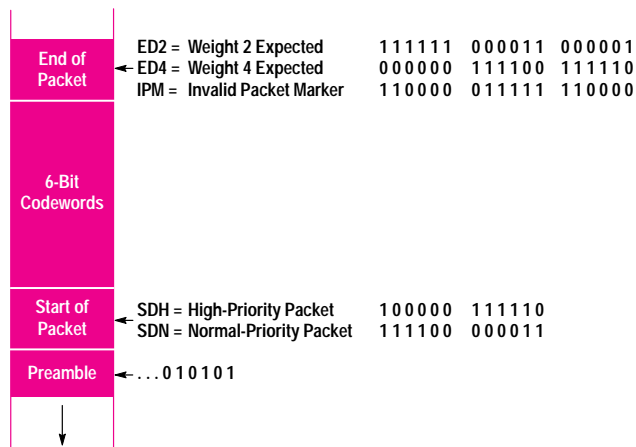 End of
Packet
ED2 = Weight 2 Expected 111111 000011 000001
ED4 = Weight 4 Expected 000000 111100 111110
IPM = Invalid Packet Marker 110000 011111 110000
6-Bit
Codewords
Start of
Packet
SDH = High-Priority Packet 100000 111110
SDN = Normal-Priority Packet 111100 000011
Preamble
...010101